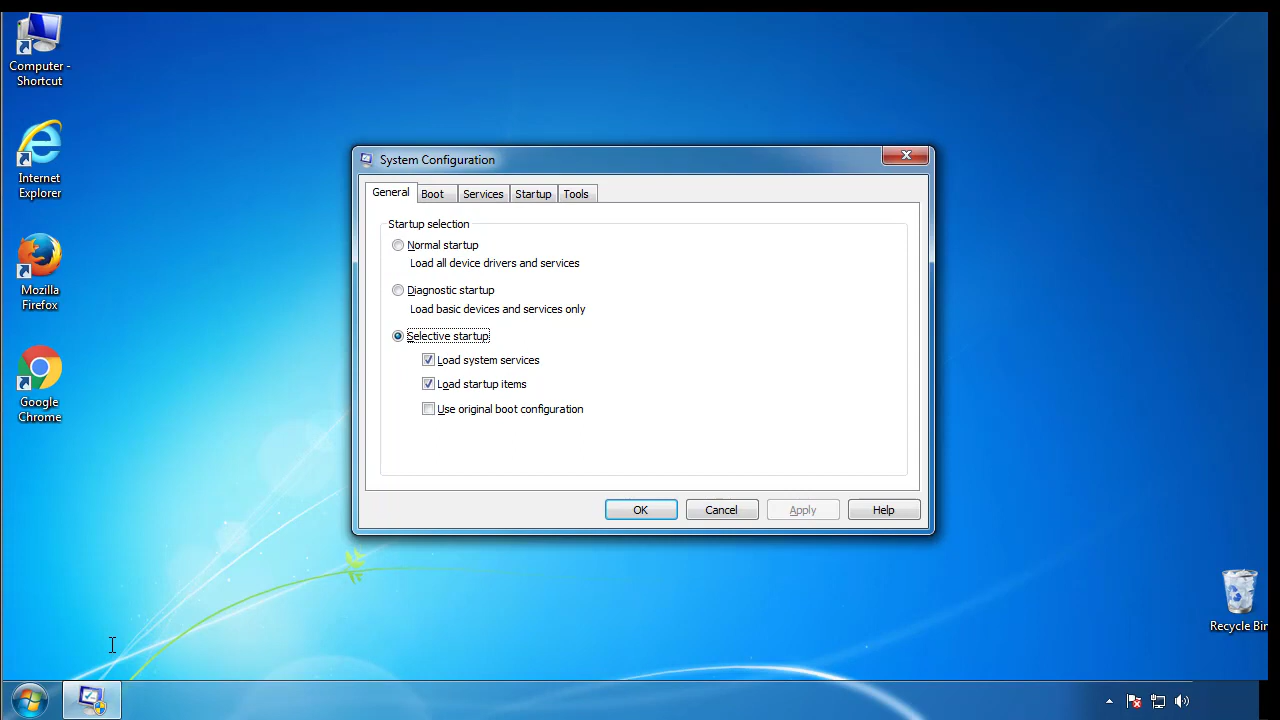 Computer -
Shortcut
Internet
Explorer
Mozilla
Firefox
Google
Chrome
System Configuration
General
Boot
Services
Startup
Tools
Startup selection
Normal startup
Load all device drivers and services
Diagnostic startup
Load basic devices and services only
Selective startup
Load system services
Load startup items
Use original boot configuration
OK
Cancel
Apply
Help
Recycle Bin